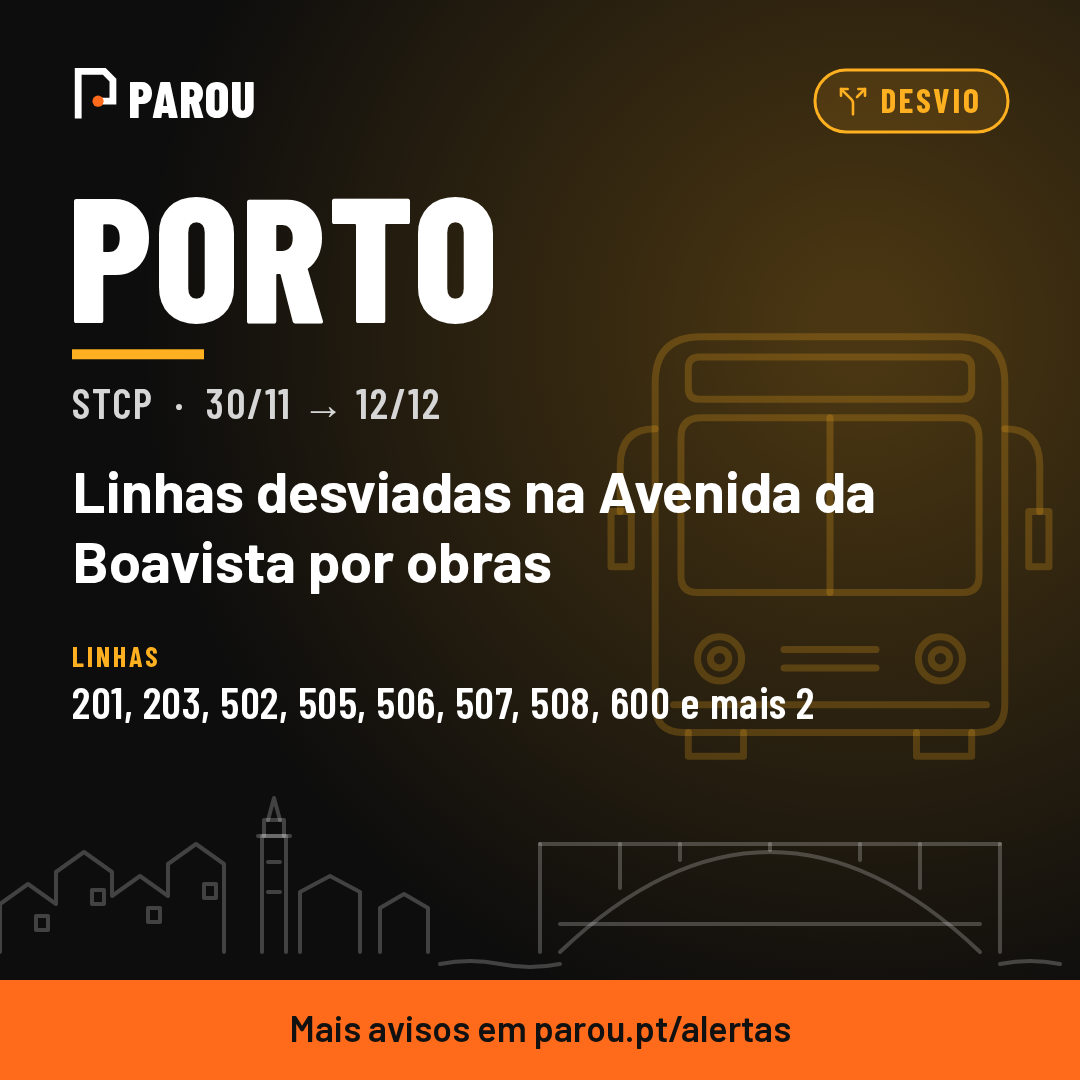 PAROU
DESVIO
PORTO
STCP · 30/11 → 12/12
Linhas desviadas na Avenida da
Boavista por obras
LINHAS
201, 203, 502, 505, 506, 507, 508, 600 e mais 2
Mais avisos em parou.pt/alertas